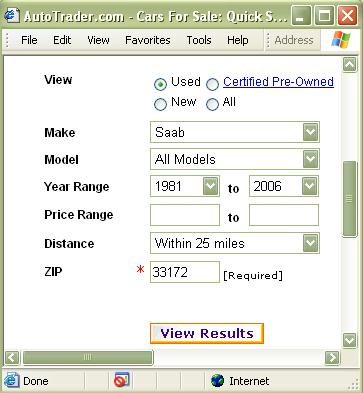 AutoTrader.com - Cars For Sale: Quick S...
File Edit View Favorites Tools Help Address
View Used Certified Pre-Owned
New All
Make Saab
Model All Models
Year Range 1981 to 2006
Price Range to
Distance Within 25 miles
ZIP * 33172 [Required]
View Results
Done Internet